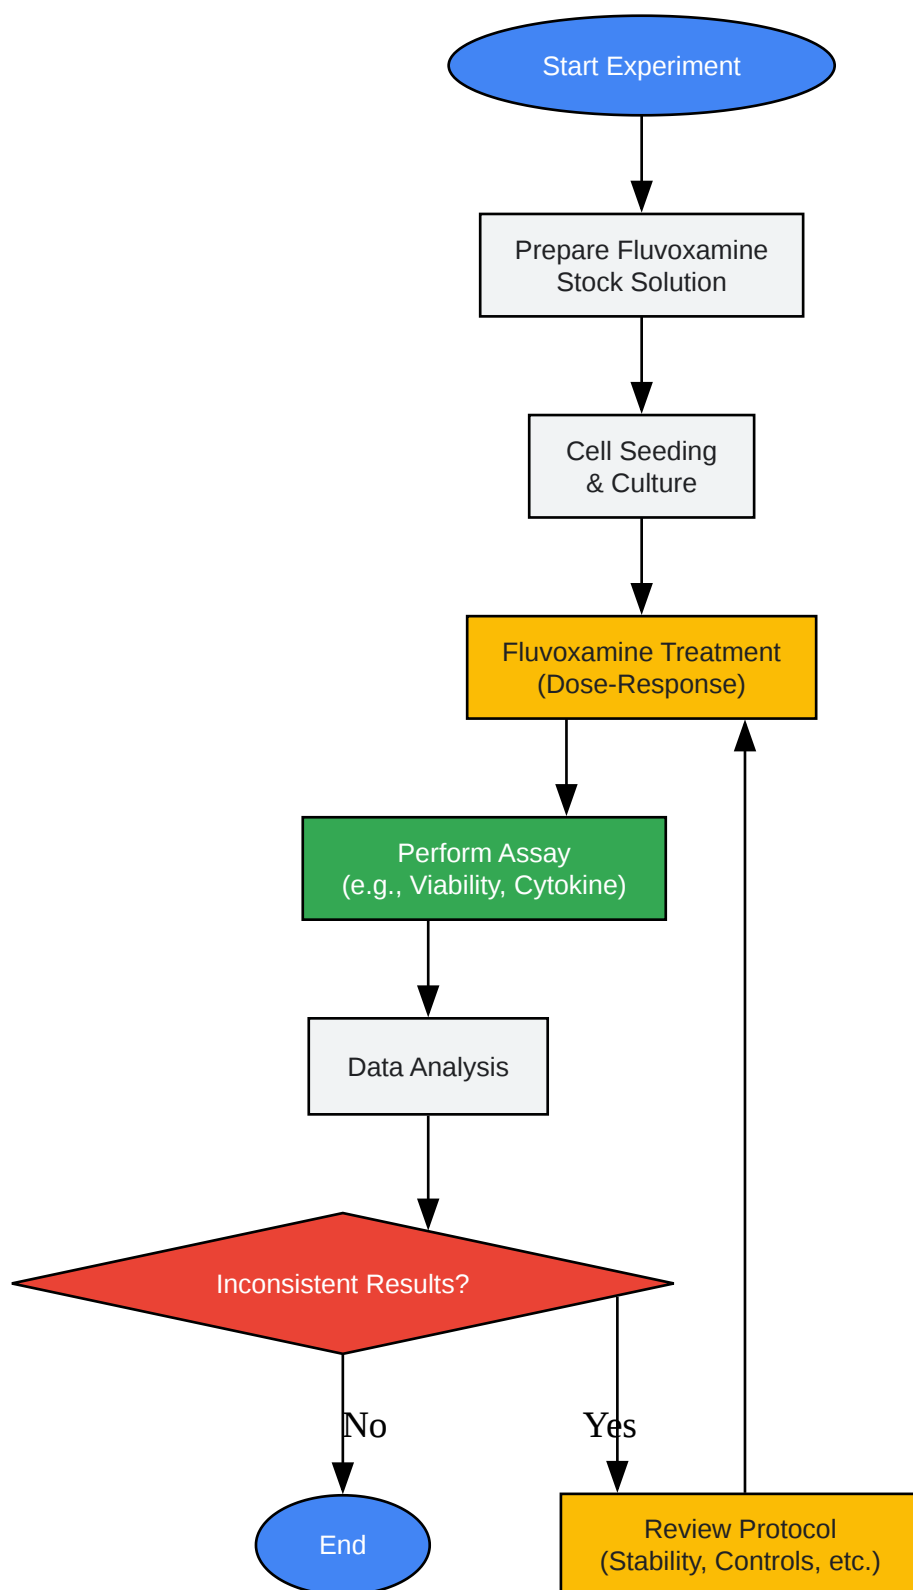 Start Experiment
Prepare Fluvoxamine
Stock Solution
Cell Seeding
& Culture
Fluvoxamine Treatment
(Dose-Response)
Perform Assay
(e.g., Viability, Cytokine)
Data Analysis
Inconsistent Results?
No
Yes
End
Review Protocol
(Stability, Controls, etc.)